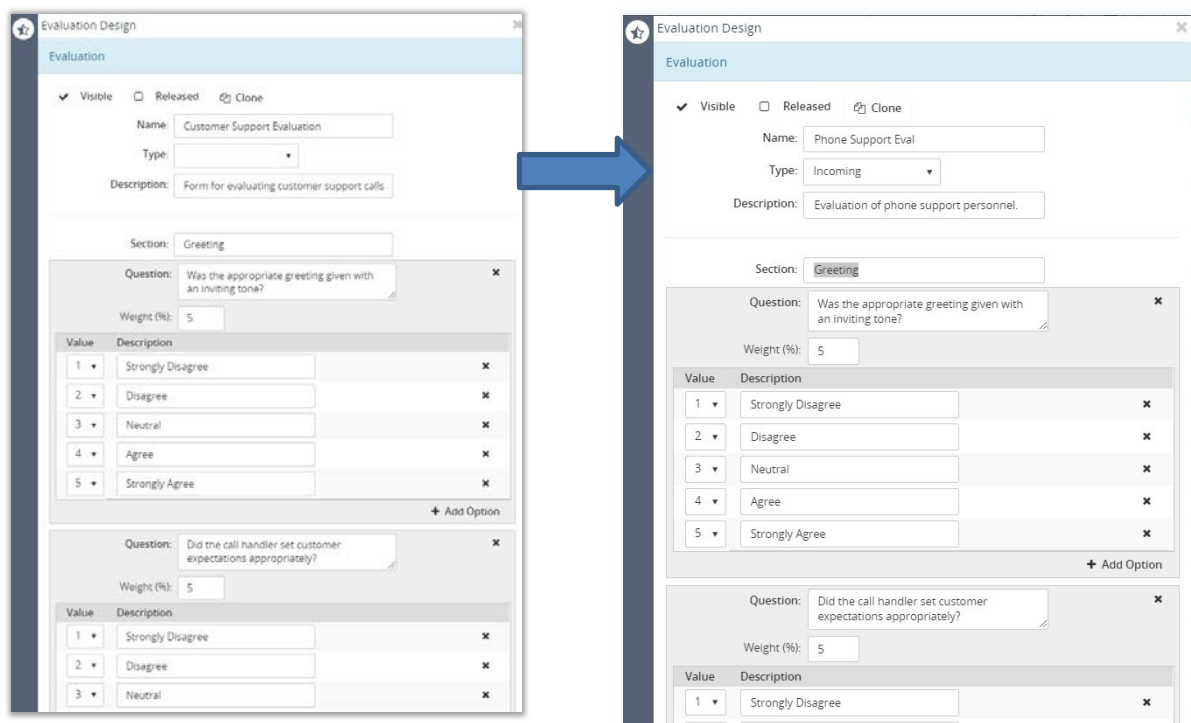 Evaluation Design
Evaluation
Visible Released Clone
Name: Customer Support Evaluation
Type:
Description: Form for evaluating customer support calls
Section: Greeting
Question: Was the appropriate greeting given with
an inviting tone?
Weight (%): 5
Value Description
1 Strongly Disagree
2 Disagree
3 Neutral
4 Agree
5 Strongly Agree
+ Add Option
Question: Did the call handler set customer
expectations appropriately?
Weight (%): 5
Value Description
1 Strongly Disagree
2 Disagree
3 Neutral
Evaluation Design
Evaluation
Visible Released Clone
Name: Phone Support Eval
Type: Incoming
Description: Evaluation of phone support personnel.
Section: Greeting
Question: Was the appropriate greeting given with
an inviting tone?
Weight (%): 5
Value Description
1 Strongly Disagree
2 Disagree
3 Neutral
4 Agree
5 Strongly Agree
+ Add Option
Question: Did the call handler set customer
expectations appropriately?
Weight (%): 5
Value Description
1 Strongly Disagree